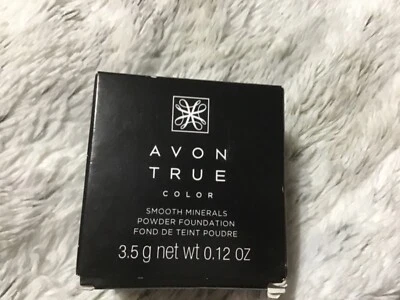 AVON
TRUE
COLOR
SMOOTH MINERALS
POWDER FOUNDATION
FOND DE TEINT POUDRE
3.5 g net wt 0.12 oz